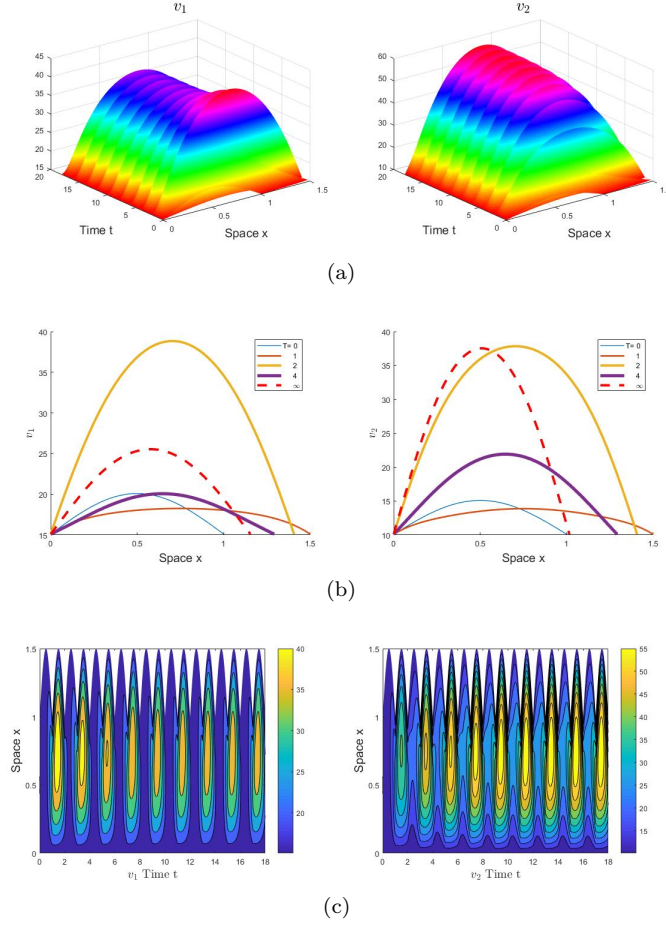 v1 v2
45 40 35 30 25 20 15
60 50 40 30 20 10
20 15 10 5 0
0 0.5 1 1.5
Time t Space x
20 15 10 5 0
0 0.5 1 1.5
Time t Space x
(a)
40 35 30 25 20 15
v1
0 0.5 1 1.5
Space x
T= 0
1
2
4
∞
40 35 30 25 20 15 10
v2
0 0.5 1 1.5
Space x
T= 0
1
2
4
∞
(b)
1.5 1 0.5 0
Space x
0 2 4 6 8 10 12 14 16 18
v1 Time t
40 35 30 25 20
1.5 1 0.5 0
Space x
0 2 4 6 8 10 12 14 16 18
v2 Time t
55 50 45 40 35 30 25 20 15
(c)